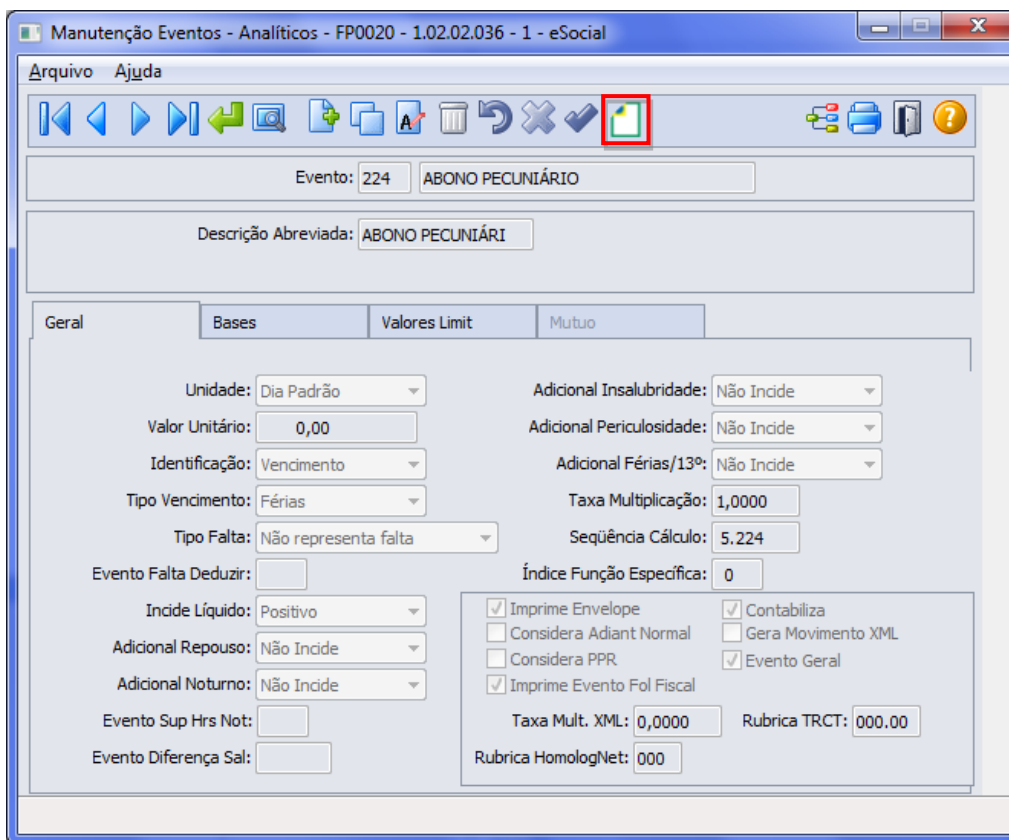 Manutenção Eventos - Analíticos - FP0020 - 1.02.02.036 - 1 - eSocial
Arquivo Ajuda
Evento: 224 ABONO PECUNIÁRIO
Descrição Abreviada: ABONO PECUNIÁRI
Geral Bases Valores Limit Mutuo
Unidade: Dia Padrão Adicional Insalubridade: Não Incide
Valor Unitário: 0,00 Adicional Periculosidade: Não Incide
Identificação: Vencimento Adicional Férias/13º: Não Incide
Tipo Vencimento: Férias Taxa Multiplicação: 1,0000
Tipo Falta: Não representa falta Seqüência Cálculo: 5.224
Evento Falta Deduzir: Índice Função Específica: 0
Incide Líquido: Positivo Imprime Envelope Contabiliza
Considera Adiant Normal Gera Movimento XML
Adicional Repouso: Não Incide Considera PPR Evento Geral
Adicional Noturno: Não Incide Imprime Evento Fol Fiscal
Evento Sup Hrs Not: Taxa Mult. XML: 0,0000 Rubrica TRCT: 000.00
Evento Diferença Sal: Rubrica HomologNet: 000